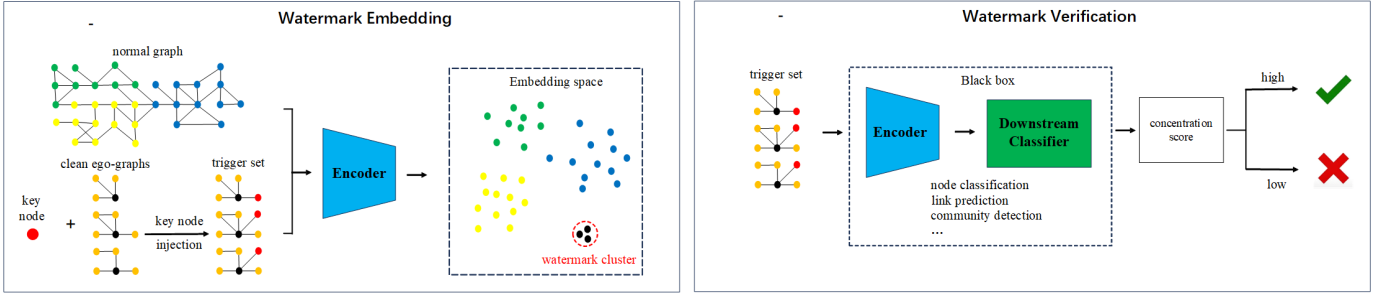 Watermark Embedding
-
normal graph
clean ego-graphs
trigger set
key
node
+
key node
injection
Encoder
Embedding space
watermark cluster
Watermark Verification
-
trigger set
Black box
Encoder
Downstream
Classifier
node classification
link prediction
community detection
...
concentration
score
high
low